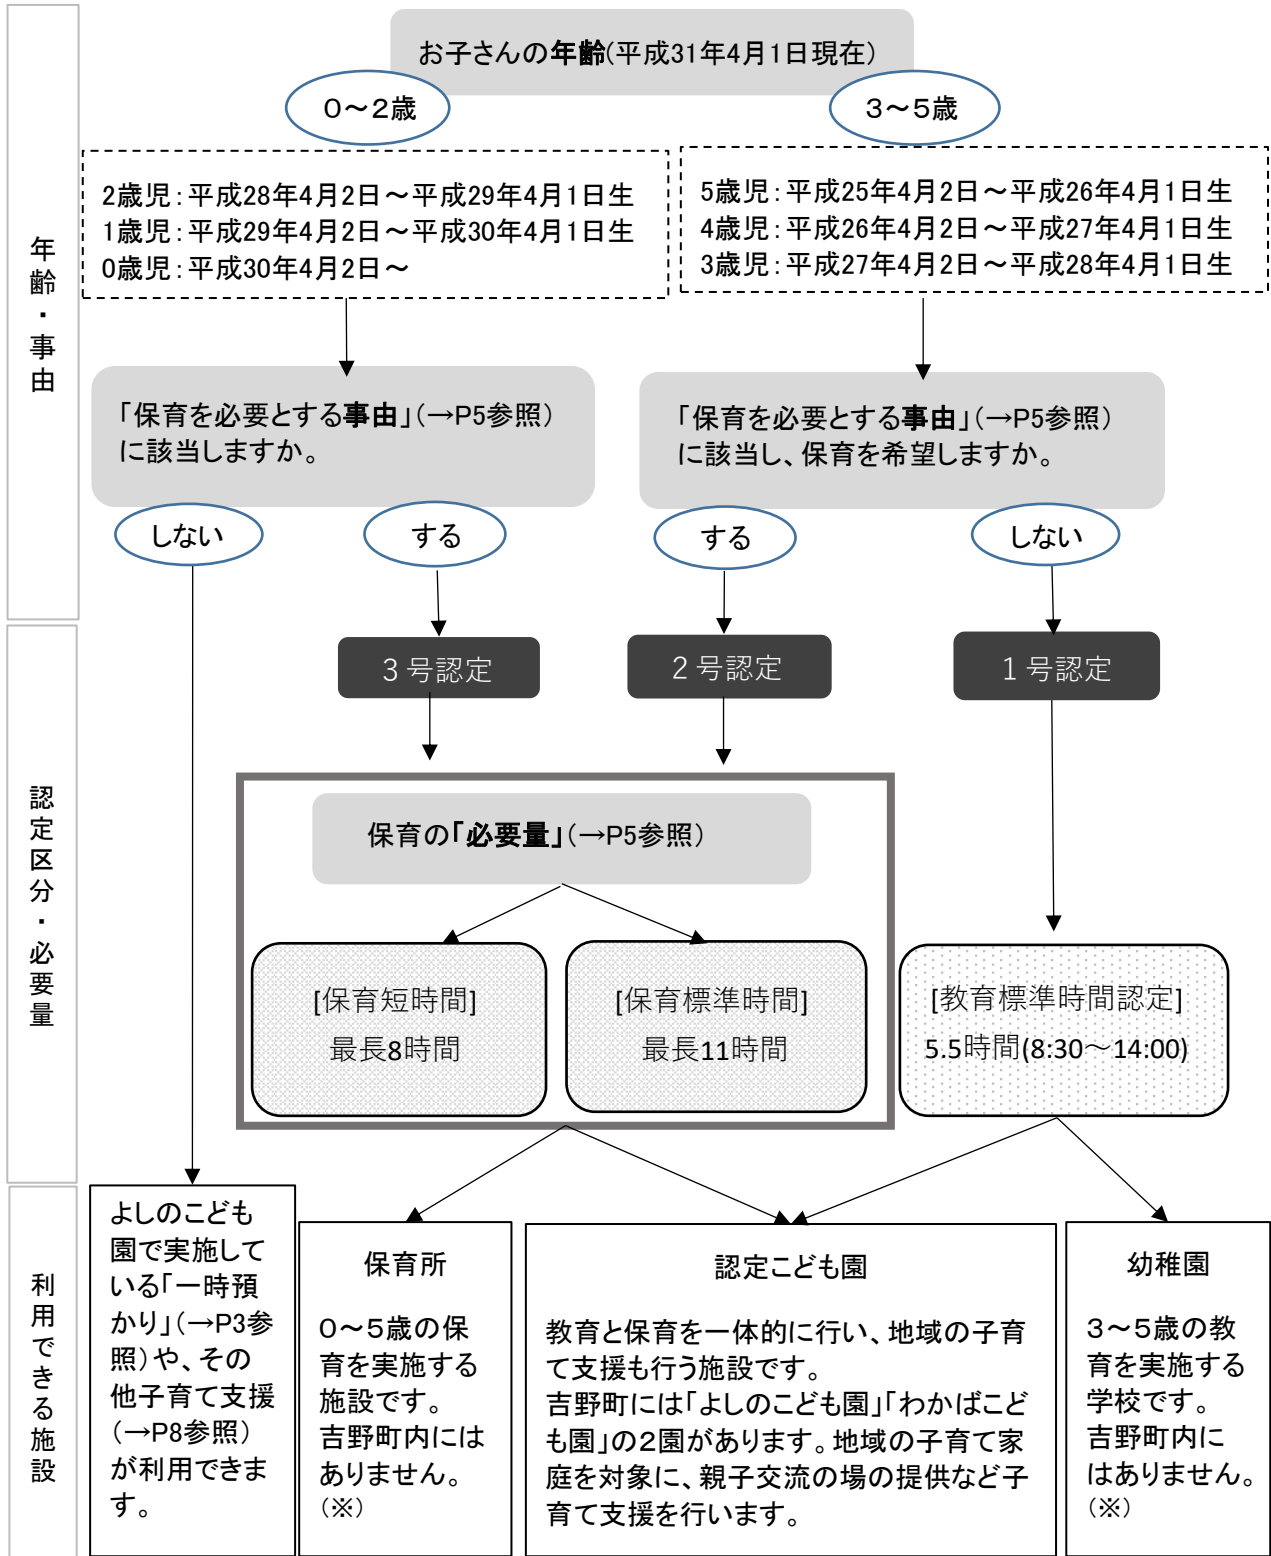 お子さんの年齢(平成31年4月1日現在)
0～2歳
3～5歳
2歳児：平成28年4月2日～平成29年4月1日生
1歳児：平成29年4月2日～平成30年4月1日生
0歳児：平成30年4月2日～
5歳児：平成25年4月2日～平成26年4月1日生
4歳児：平成26年4月2日～平成27年4月1日生
3歳児：平成27年4月2日～平成28年4月1日生
年齢・事由
「保育を必要とする事由」(→P5参照)
に該当しますか。
「保育を必要とする事由」(→P5参照)
に該当し、保育を希望しますか。
しない
する
する
しない
3号認定
2号認定
1号認定
認定区分・必要量
保育の「必要量」(→P5参照)
[保育短時間]
最長8時間
[保育標準時間]
最長11時間
[教育標準時間認定]
5.5時間(8:30～14:00)
利用できる施設
よしのこども
園で実施して
いる「一時預
かり」(→P3参
照)や、その
他子育て支援
(→P8参照)
が利用できま
す。
保育所
0～5歳の保
育を実施する
施設です。
吉野町内には
ありません。
(※)
認定こども園
教育と保育を一体的に行い、地域の子育
て支援も行う施設です。
吉野町には「よしのこども園」「わかばこど
も園」の2園があります。地域の子育て家
庭を対象に、親子交流の場の提供など子
育て支援を行います。
幼稚園
3～5歳の教
育を実施する
学校です。
吉野町内に
はありません。
(※)